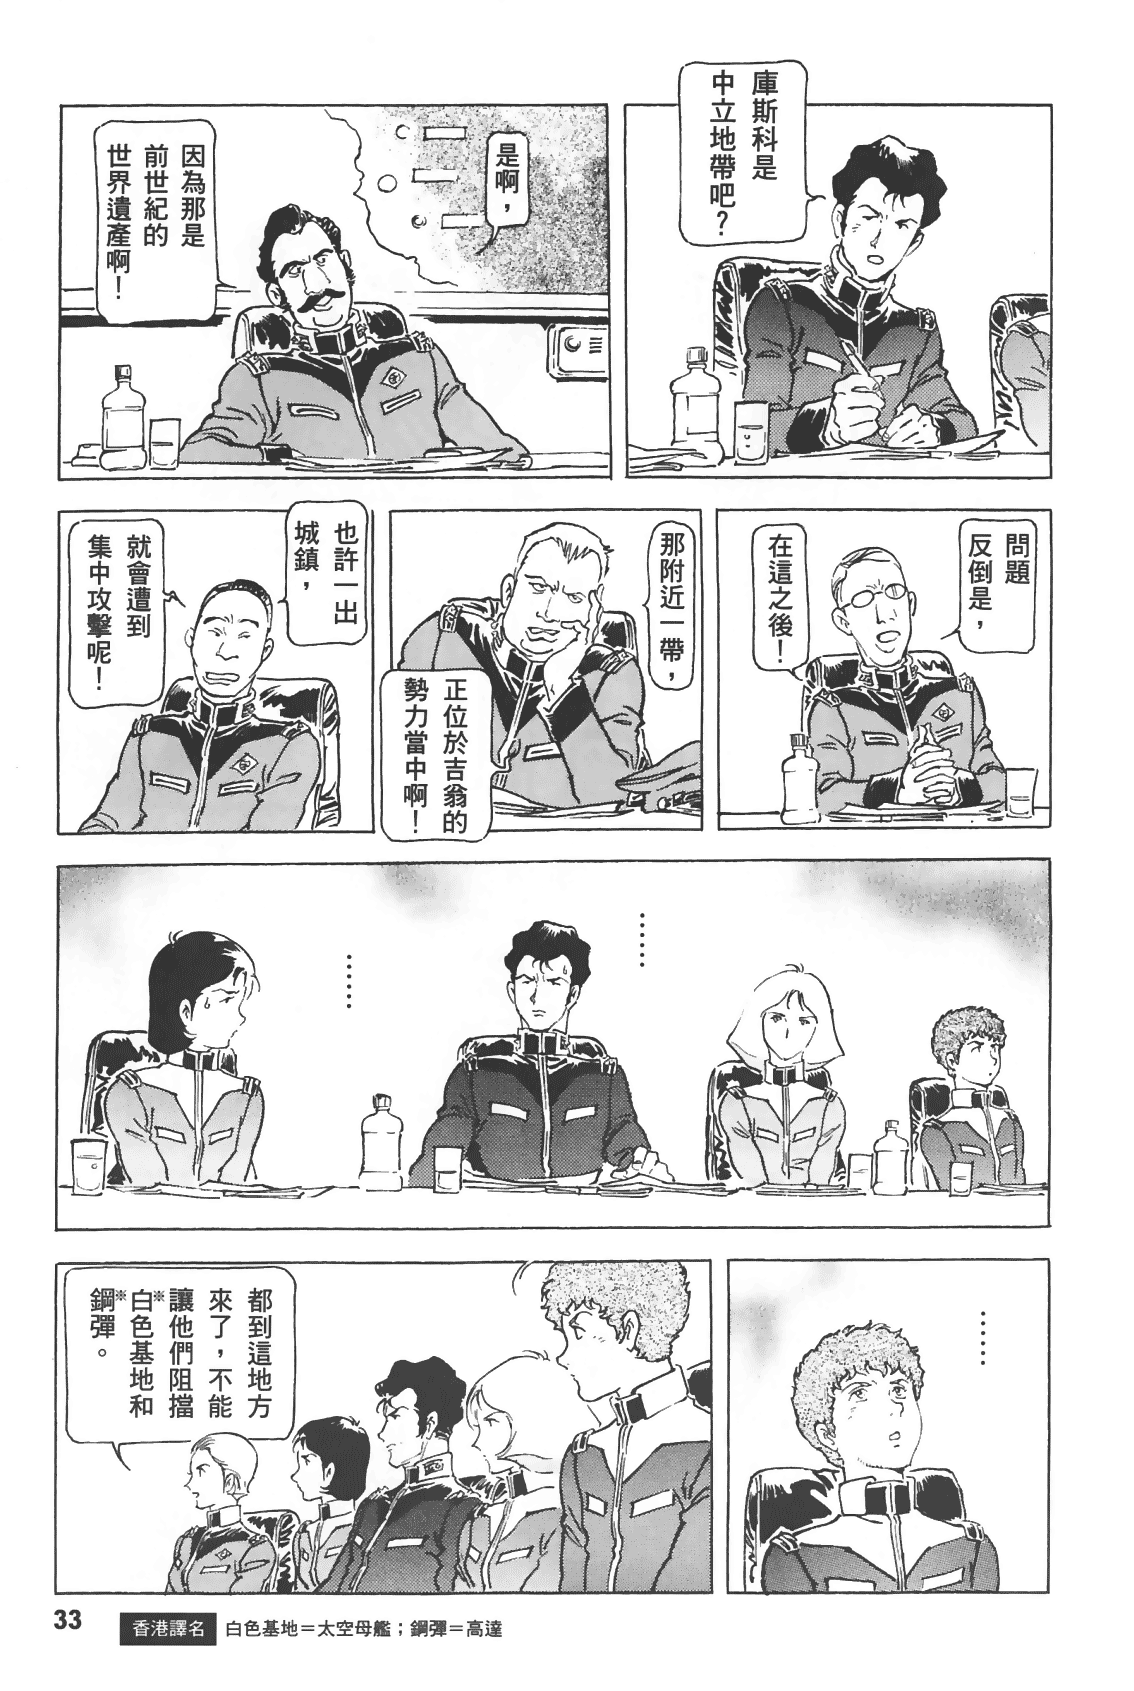 庫斯科是
中立地帶吧？
是啊，
因為那是
前世紀的
世界遺產啊！
問題
反倒是，
在這之後！
那附近一帶，
正位於吉翁的
勢力當中啊！
也許一出
城鎮，
就會遭到
集中攻擊呢！
⋯⋯
⋯⋯
⋯⋯
都到這地方
來了，不能
讓他們阻擋
※白色基地和
※鋼彈。
33
香港譯名 白色基地＝太空母艦；鋼彈＝高達